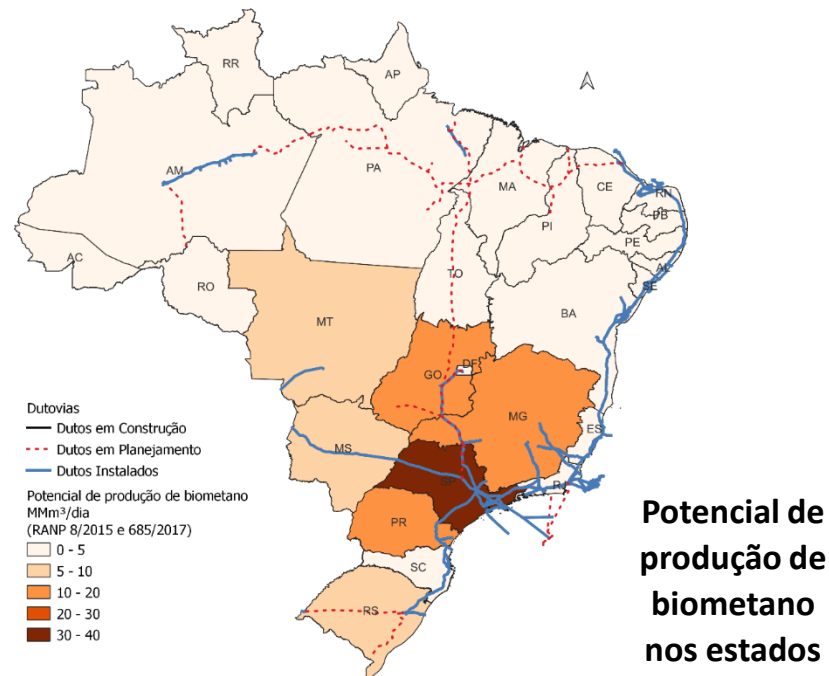 RR
AP
AM
PA
MA
CE
RN
PB
PI
PE
AC
AL
TO
SE
RO
BA
MT
DF
GO
MG
MS
ES
SP
RJ
PR
SC
RS
Dutovias
Dutos em Construção
Dutos em Planejamento
Dutos Instalados
Potencial de produção de biometano
MMm³/dia
(RANP 8/2015 e 685/2017)
0 - 5
5 - 10
10 - 20
20 - 30
30 - 40
Potencial de
produção de
biometano
nos estados